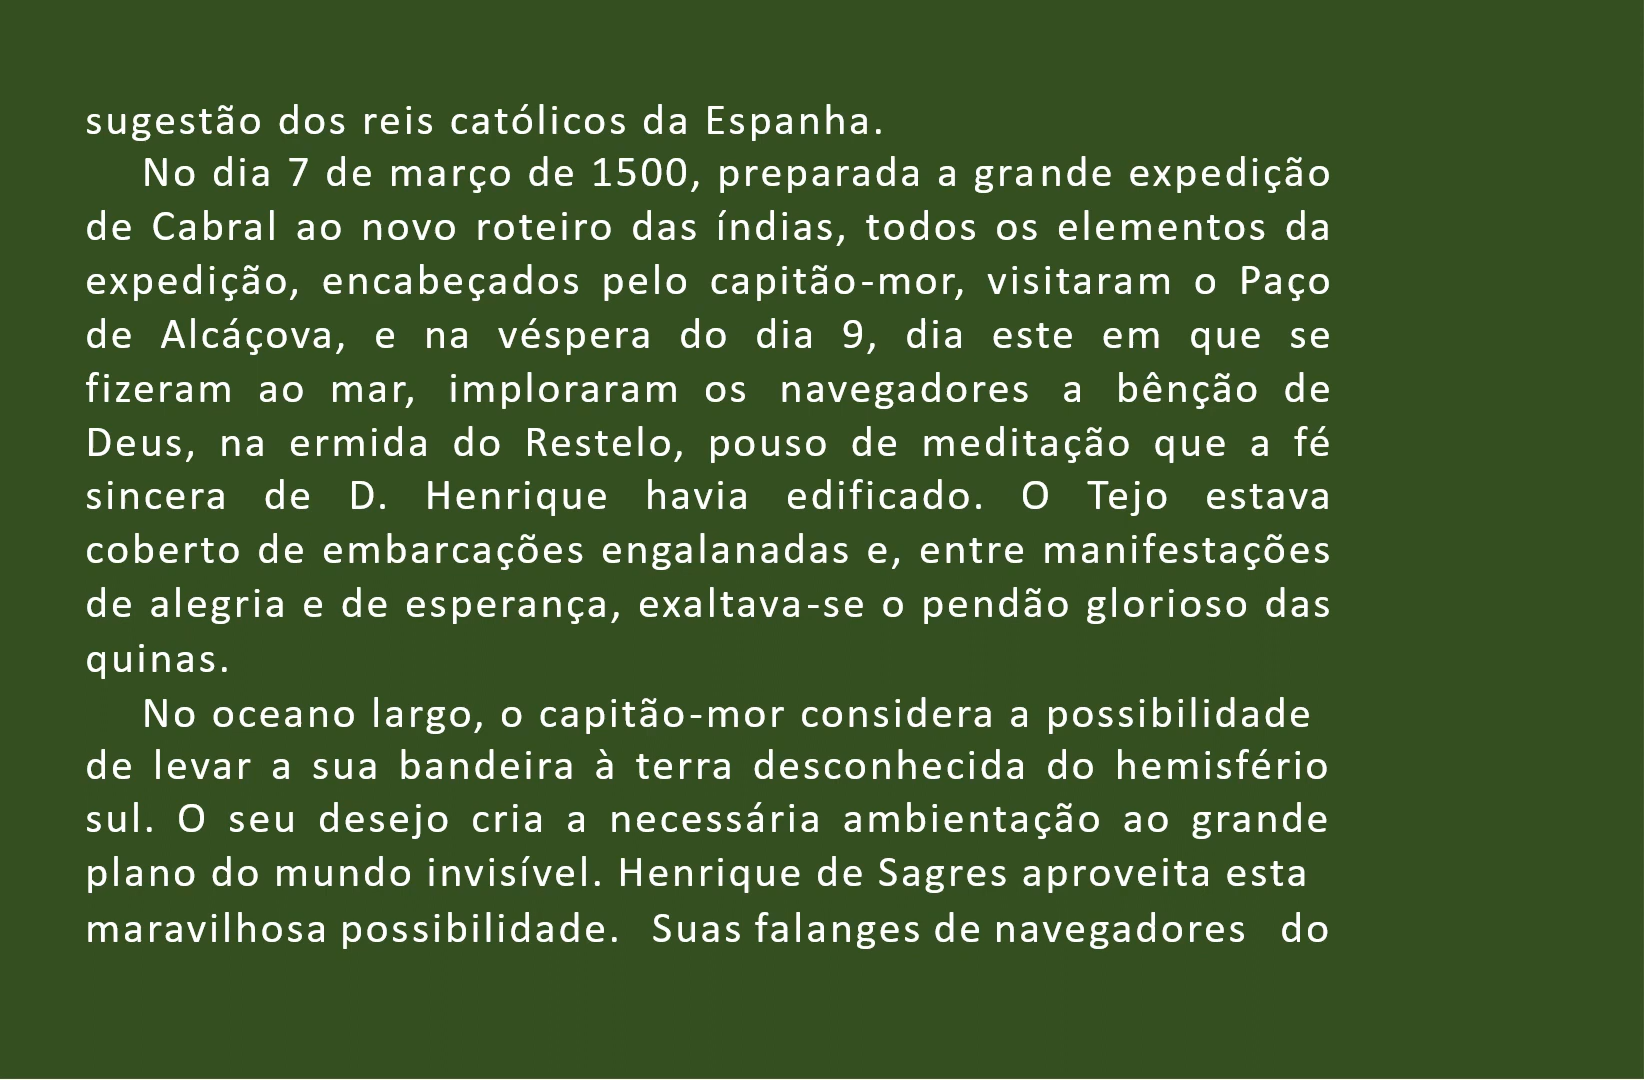 sugestão dos reis católicos da Espanha.
No dia 7 de março de 1500, preparada a grande expedição
de Cabral ao novo roteiro das índias, todos os elementos da
expedição, encabeçados pelo capitão-mor, visitaram o Paço
de Alcáçova, e na véspera do dia 9, dia este em que se
fizeram ao mar, imploraram os navegadores a bênção de
Deus, na ermida do Restelo, pouso de meditação que a fé
sincera de D. Henrique havia edificado. O Tejo estava
coberto de embarcações engalanadas e, entre manifestações
de alegria e de esperança, exaltava-se o pendão glorioso das
quinas.
No oceano largo, o capitão-mor considera a possibilidade
de levar a sua bandeira à terra desconhecida do hemisfério
sul. O seu desejo cria a necessária ambientação ao grande
plano do mundo invisível. Henrique de Sagres aproveita esta
maravilhosa possibilidade. Suas falanges de navegadores do